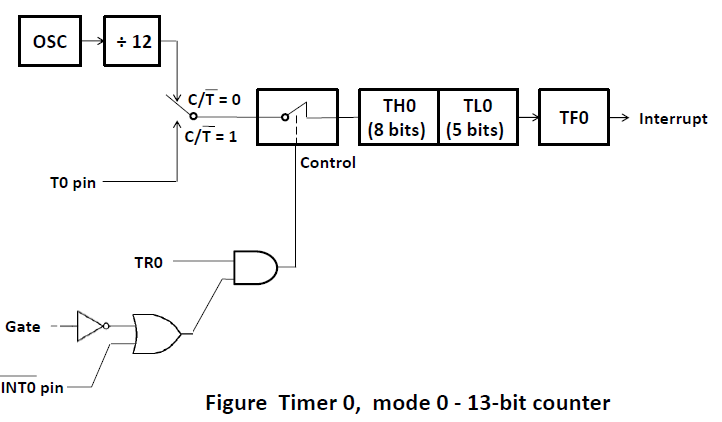 OSC
÷ 12
C/T̅ = 0
C/T̅ = 1
T0 pin
TH0
(8 bits)
TL0
(5 bits)
TF0
Interrupt
Control
TR0
Gate
I̅N̅T̅0̅ pin
Figure Timer 0, mode 0 - 13-bit counter